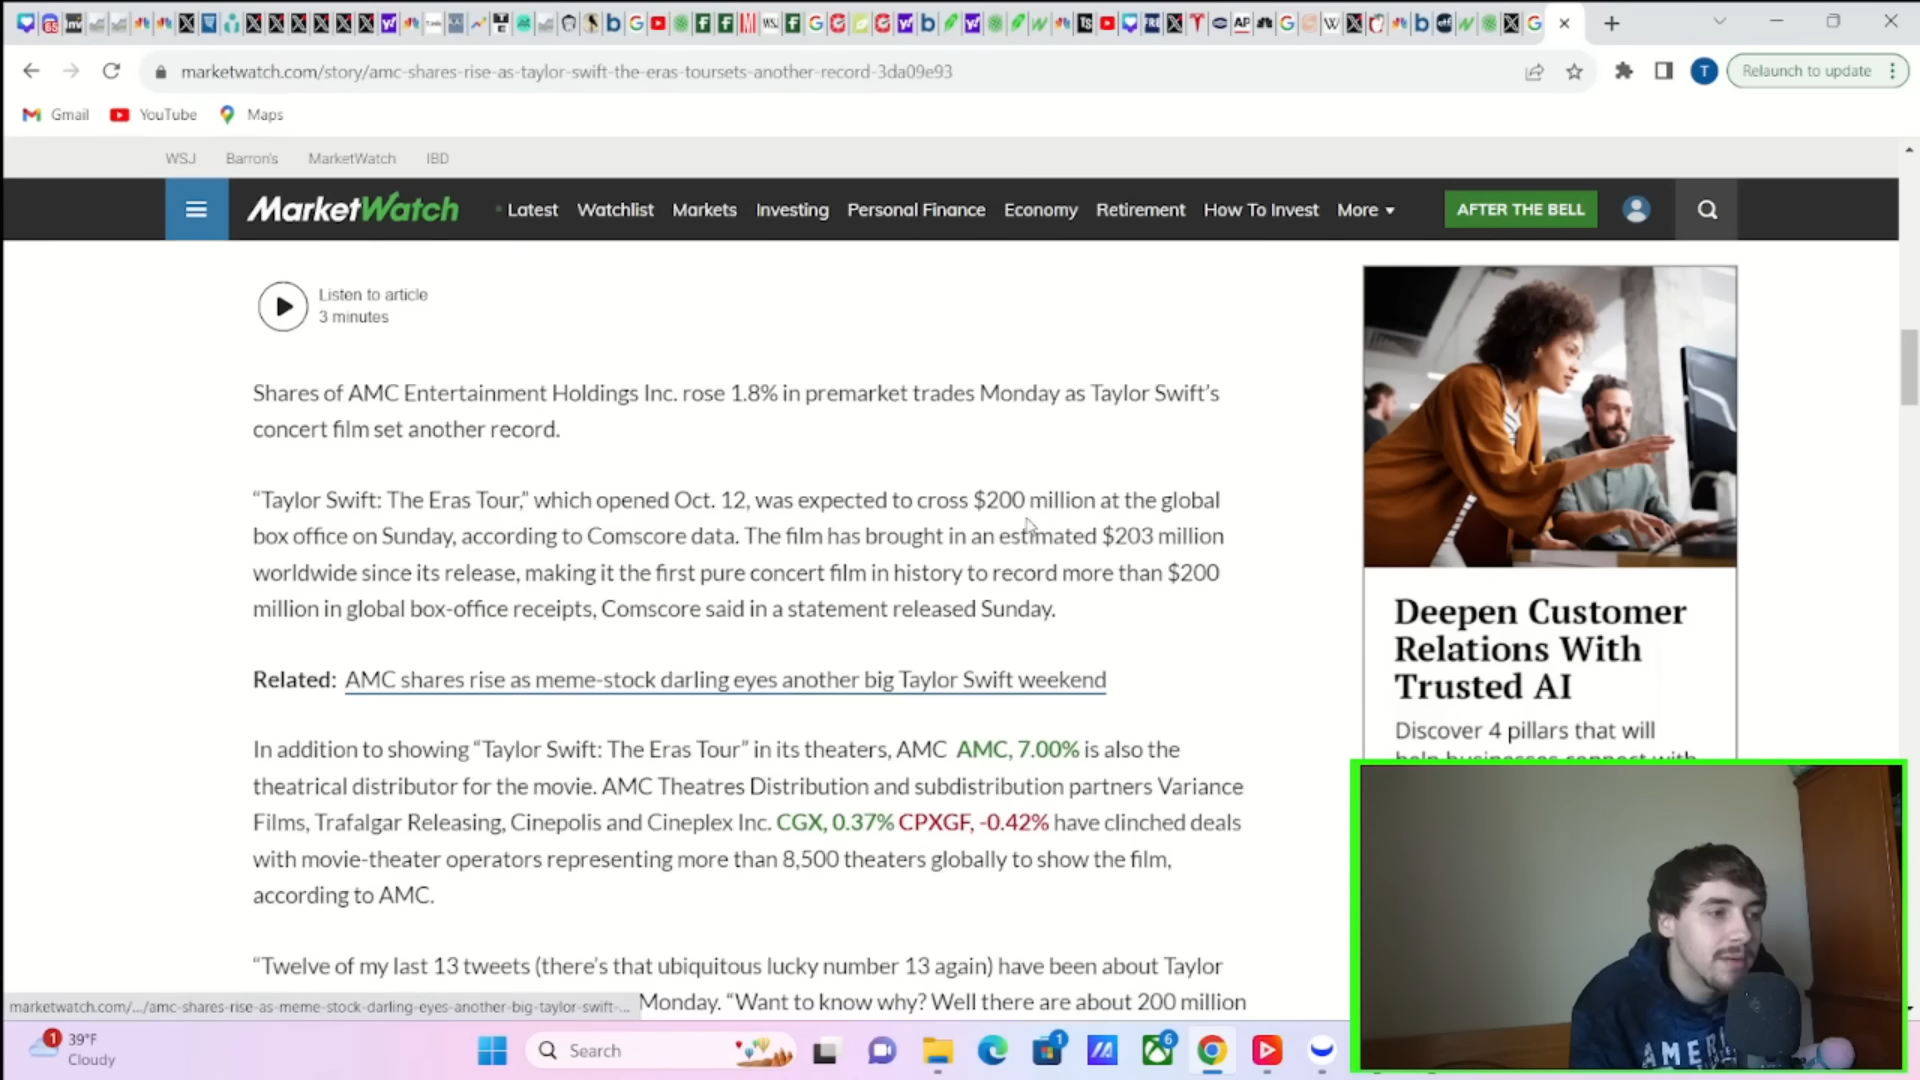 marketwatch.com/story/amc-shares-rise-as-taylor-swift-the-eras-toursets-another-record-3da09e93
T
Relaunch to update
Gmail
YouTube
Maps
WSJ
Barron's
MarketWatch
IBD
MarketWatch
Latest
Watchlist
Markets
Investing
Personal Finance
Economy
Retirement
How To Invest
More
AFTER THE BELL
Listen to article
3 minutes
Shares of AMC Entertainment Holdings Inc. rose 1.8% in premarket trades Monday as Taylor Swift’s
concert film set another record.
“Taylor Swift: The Eras Tour,” which opened Oct. 12, was expected to cross $200 million at the global
box office on Sunday, according to Comscore data. The film has brought in an estimated $203 million
worldwide since its release, making it the first pure concert film in history to record more than $200
million in global box-office receipts, Comscore said in a statement released Sunday.
Related: AMC shares rise as meme-stock darling eyes another big Taylor Swift weekend
In addition to showing “Taylor Swift: The Eras Tour” in its theaters, AMC AMC, 7.00% is also the
theatrical distributor for the movie. AMC Theatres Distribution and subdistribution partners Variance
Films, Trafalgar Releasing, Cinepolis and Cineplex Inc. CGX, 0.37% CPXGF, -0.42% have clinched deals
with movie-theater operators representing more than 8,500 theaters globally to show the film,
according to AMC.
“Twelve of my last 13 tweets (there’s that ubiquitous lucky number 13 again) have been about Taylor
Monday. “Want to know why? Well there are about 200 million
Deepen Customer
Relations With
Trusted AI
Discover 4 pillars that will
help businesses connect with
marketwatch.com/.../amc-shares-rise-as-meme-stock-darling-eyes-another-big-taylor-swift-...
1
39°F
Cloudy
Search
1
6
AMER